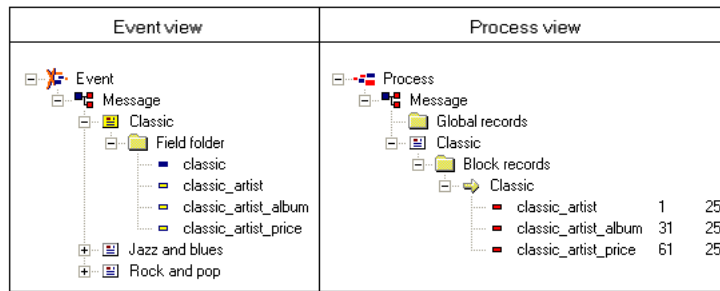 Event view
Process view
Event
Message
Classic
Field folder
classic
classic_artist
classic_artist_album
classic_artist_price
Jazz and blues
Rock and pop
Process
Message
Global records
Classic
Block records
Classic
classic_artist 1 25
classic_artist_album 31 25
classic_artist_price 61 25